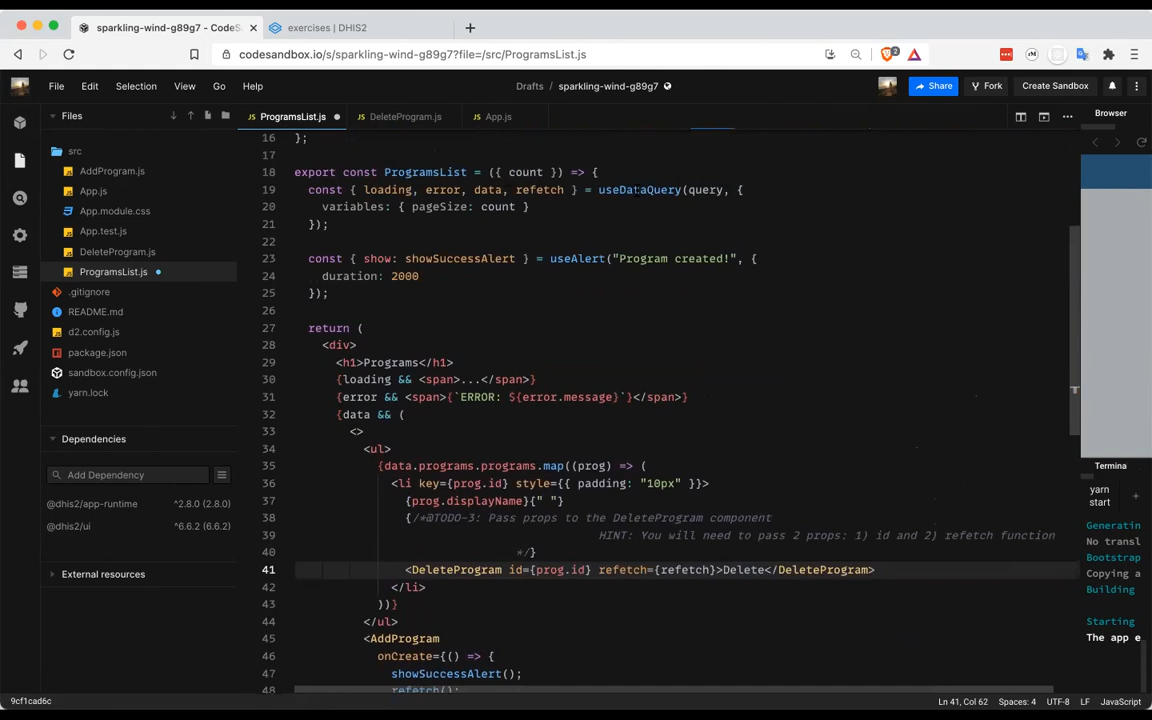 sparkling-wind-g89g7 - CodeS
exercises | DHIS2
codesandbox.io/s/sparkling-wind-g89g7?file=/src/ProgramsList.js
2
File Edit Selection View Go Help
Drafts / sparkling-wind-g89g7
Share
Fork
Create Sandbox
Files
ProgramsList.js
DeleteProgram.js
App.js
Browser
src
AddProgram.js
App.js
App.module.css
App.test.js
DeleteProgram.js
ProgramsList.js
.gitignore
README.md
d2.config.js
package.json
sandbox.config.json
yarn.lock
Dependencies
Add Dependency
@dhis2/app-runtime ^2.8.0 (2.8.0)
@dhis2/ui ^6.6.2 (6.6.2)
External resources
16 };
17
18 export const ProgramsList = ({ count }) => {
19 const { loading, error, data, refetch } = useDataQuery(query, {
20 variables: { pageSize: count }
21 });
22
23 const { show: showSuccessAlert } = useAlert("Program created!", {
24 duration: 2000
25 });
26
27 return (
28 <div>
29 <h1>Programs</h1>
30 {loading && <span>...</span>}
31 {error && <span>{`ERROR: ${error.message}`}</span>}
32 {data && (
33 <>
34 <ul>
35 {data.programs.programs.map((prog) => (
36 <li key={prog.id} style={{ padding: "10px" }}>
37 {prog.displayName}{" "}
38 {/*@TODO-3: Pass props to the DeleteProgram component
39 HINT: You will need to pass 2 props: 1) id and 2) refetch function
40 */}
41 <DeleteProgram id={prog.id} refetch={refetch}>Delete</DeleteProgram>
42 </li>
43 ))}
44 </ul>
45 <AddProgram
46 onCreate={() => {
47 showSuccessAlert();
48 refetch();
Termina
yarn
start
Generatin
No transl
Bootstrap
Copying a
Building
Starting
The app e
9cf1cad6c
Ln 41, Col 62 Spaces: 4 UTF-8 LF JavaScript